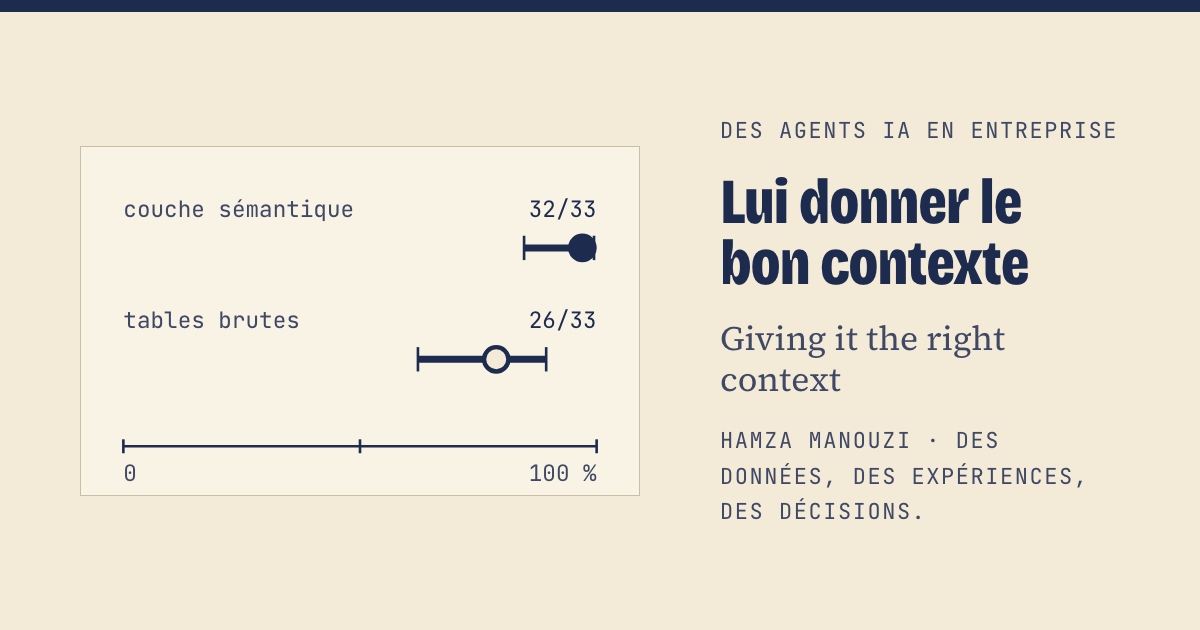 couche sémantique 32/33
tables brutes 26/33
0 100 %
DES AGENTS IA EN ENTREPRISE
Lui donner le
bon contexte
Giving it the right
context
HAMZA MANOUZI · DES
DONNÉES, DES EXPÉRIENCES,
DES DÉCISIONS.